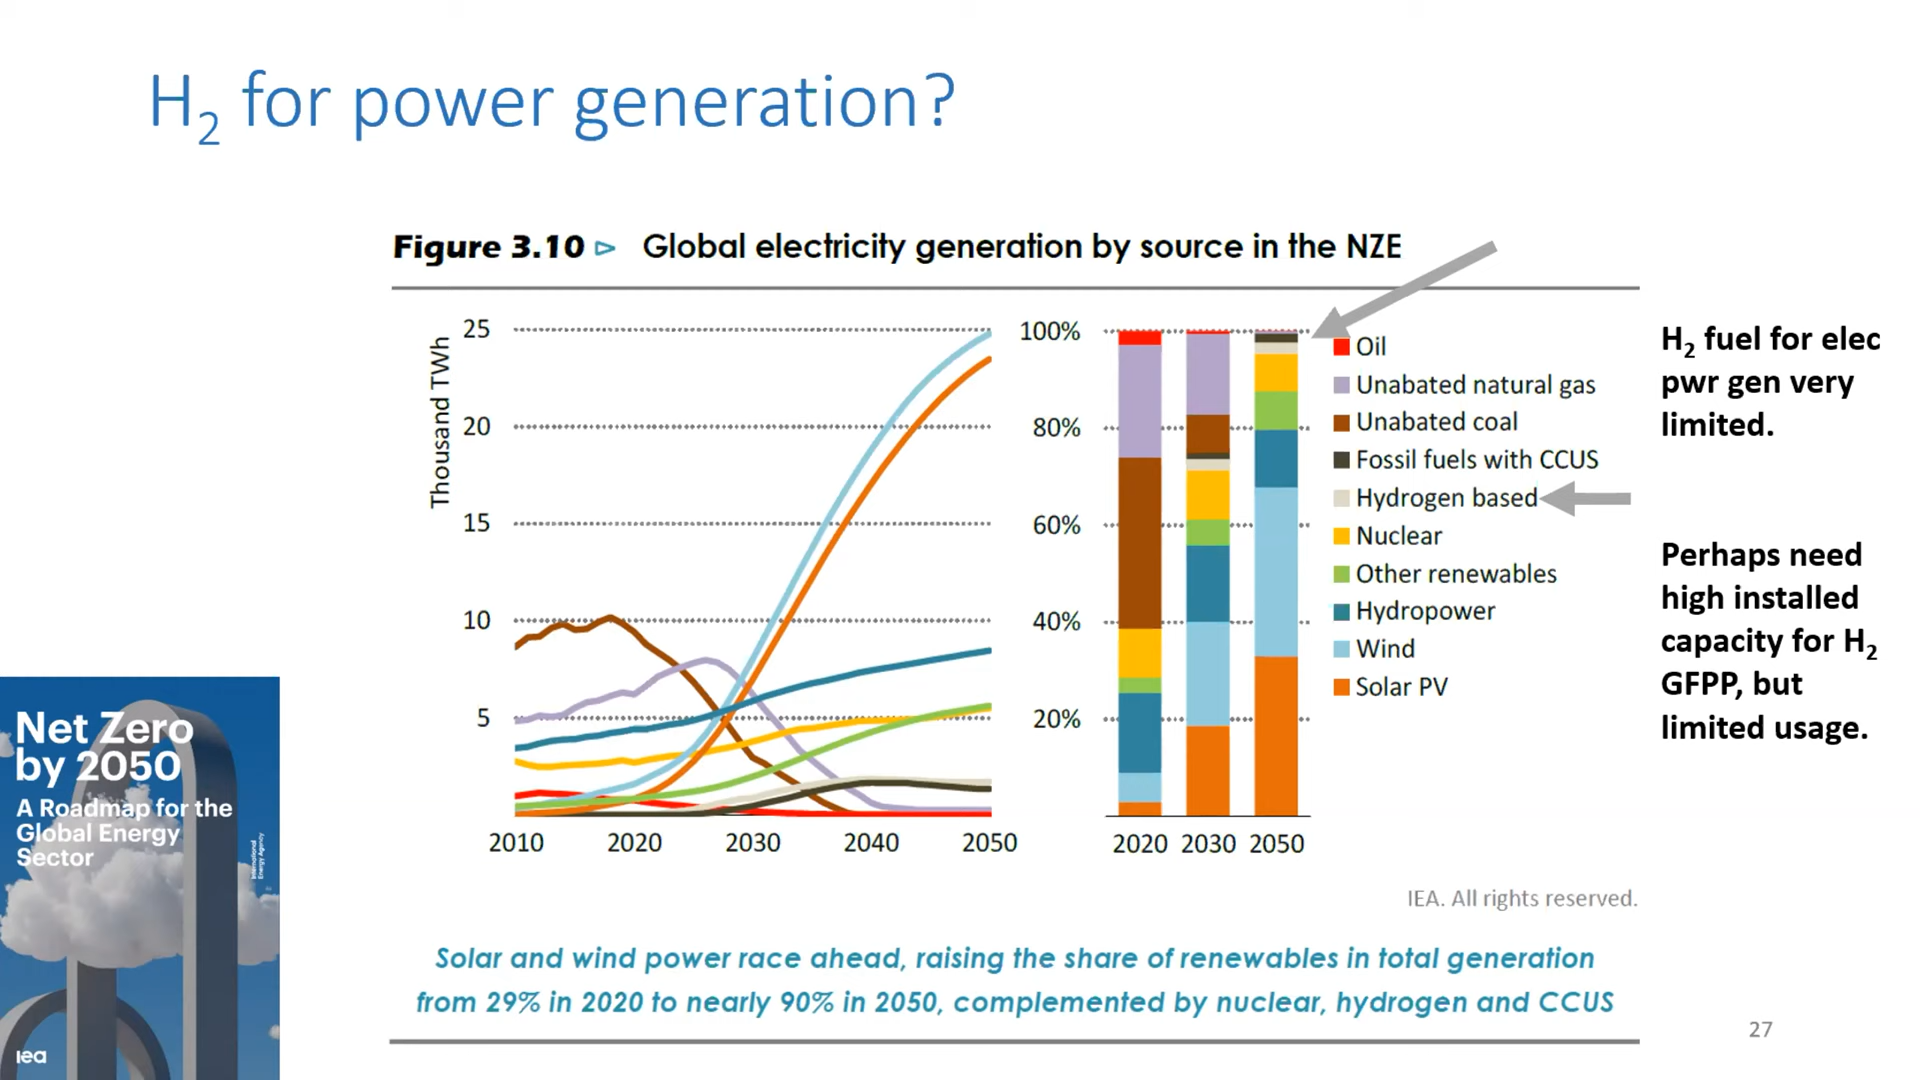 H₂ for power generation?
Figure 3.10 ▷ Global electricity generation by source in the NZE
Thousand TWh
25
20
15
10
5
2010 2020 2030 2040 2050
100%
80%
60%
40%
20%
2020 2030 2050
Oil
Unabated natural gas
Unabated coal
Fossil fuels with CCUS
Hydrogen based
Nuclear
Other renewables
Hydropower
Wind
Solar PV
H₂ fuel for elec
pwr gen very
limited.
Perhaps need
high installed
capacity for H₂
GFPP, but
limited usage.
IEA. All rights reserved.
Solar and wind power race ahead, raising the share of renewables in total generation
from 29% in 2020 to nearly 90% in 2050, complemented by nuclear, hydrogen and CCUS
Net Zero
by 2050
A Roadmap for the
Global Energy
Sector
International
Energy Agency
iea
27